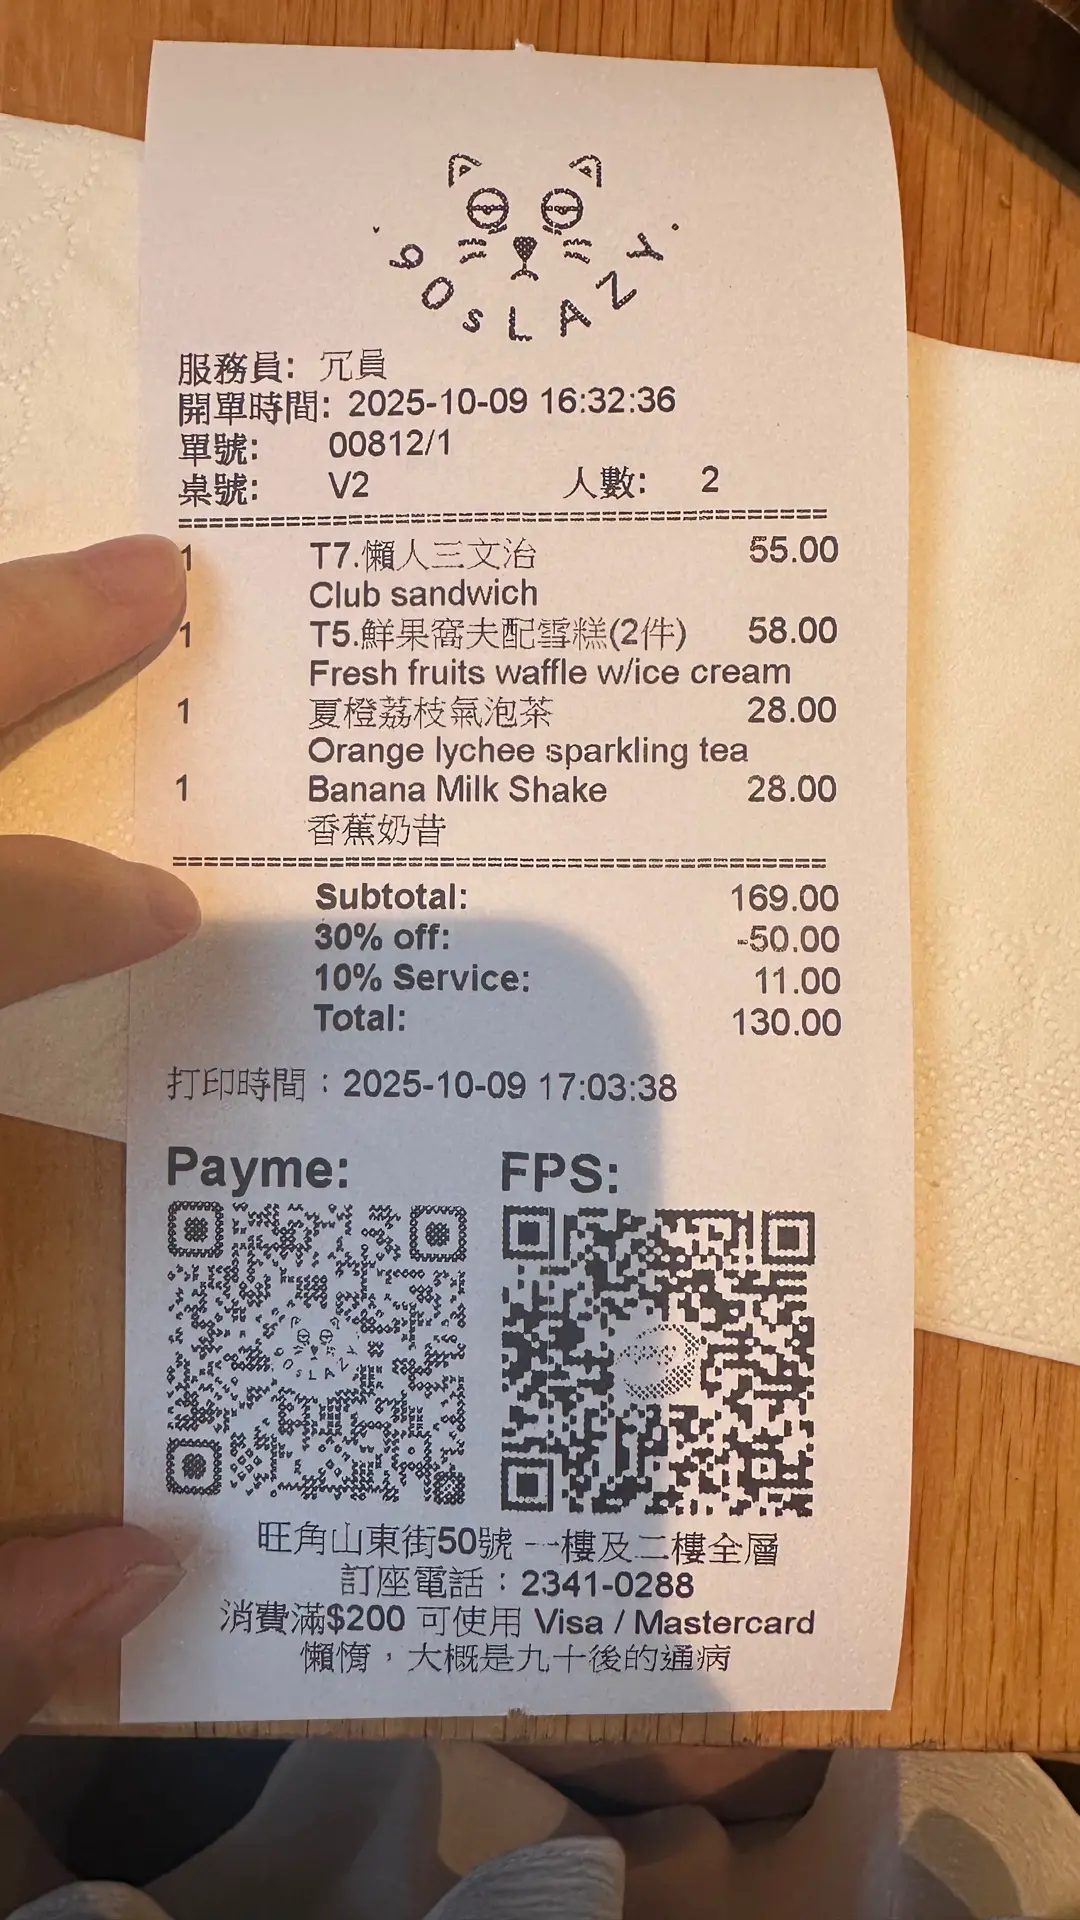 90sLAZY
服務員: 冗員
開單時間: 2025-10-09 16:32:36
單號: 00812/1
桌號: V2 人數: 2
1 T7.懶人三文治 55.00
Club sandwich
1 T5.鮮果窩夫配雪糕(2件) 58.00
Fresh fruits waffle w/ice cream
1 夏橙荔枝氣泡茶 28.00
Orange lychee sparkling tea
1 Banana Milk Shake 28.00
香蕉奶昔
Subtotal: 169.00
30% off: -50.00
10% Service: 11.00
Total: 130.00
打印時間：2025-10-09 17:03:38
Payme: FPS:
90sLAZY
旺角山東街50號 一樓及二樓全層
訂座電話：2341-0288
消費滿$200 可使用 Visa / Mastercard
懶惰，大概是九十後的通病